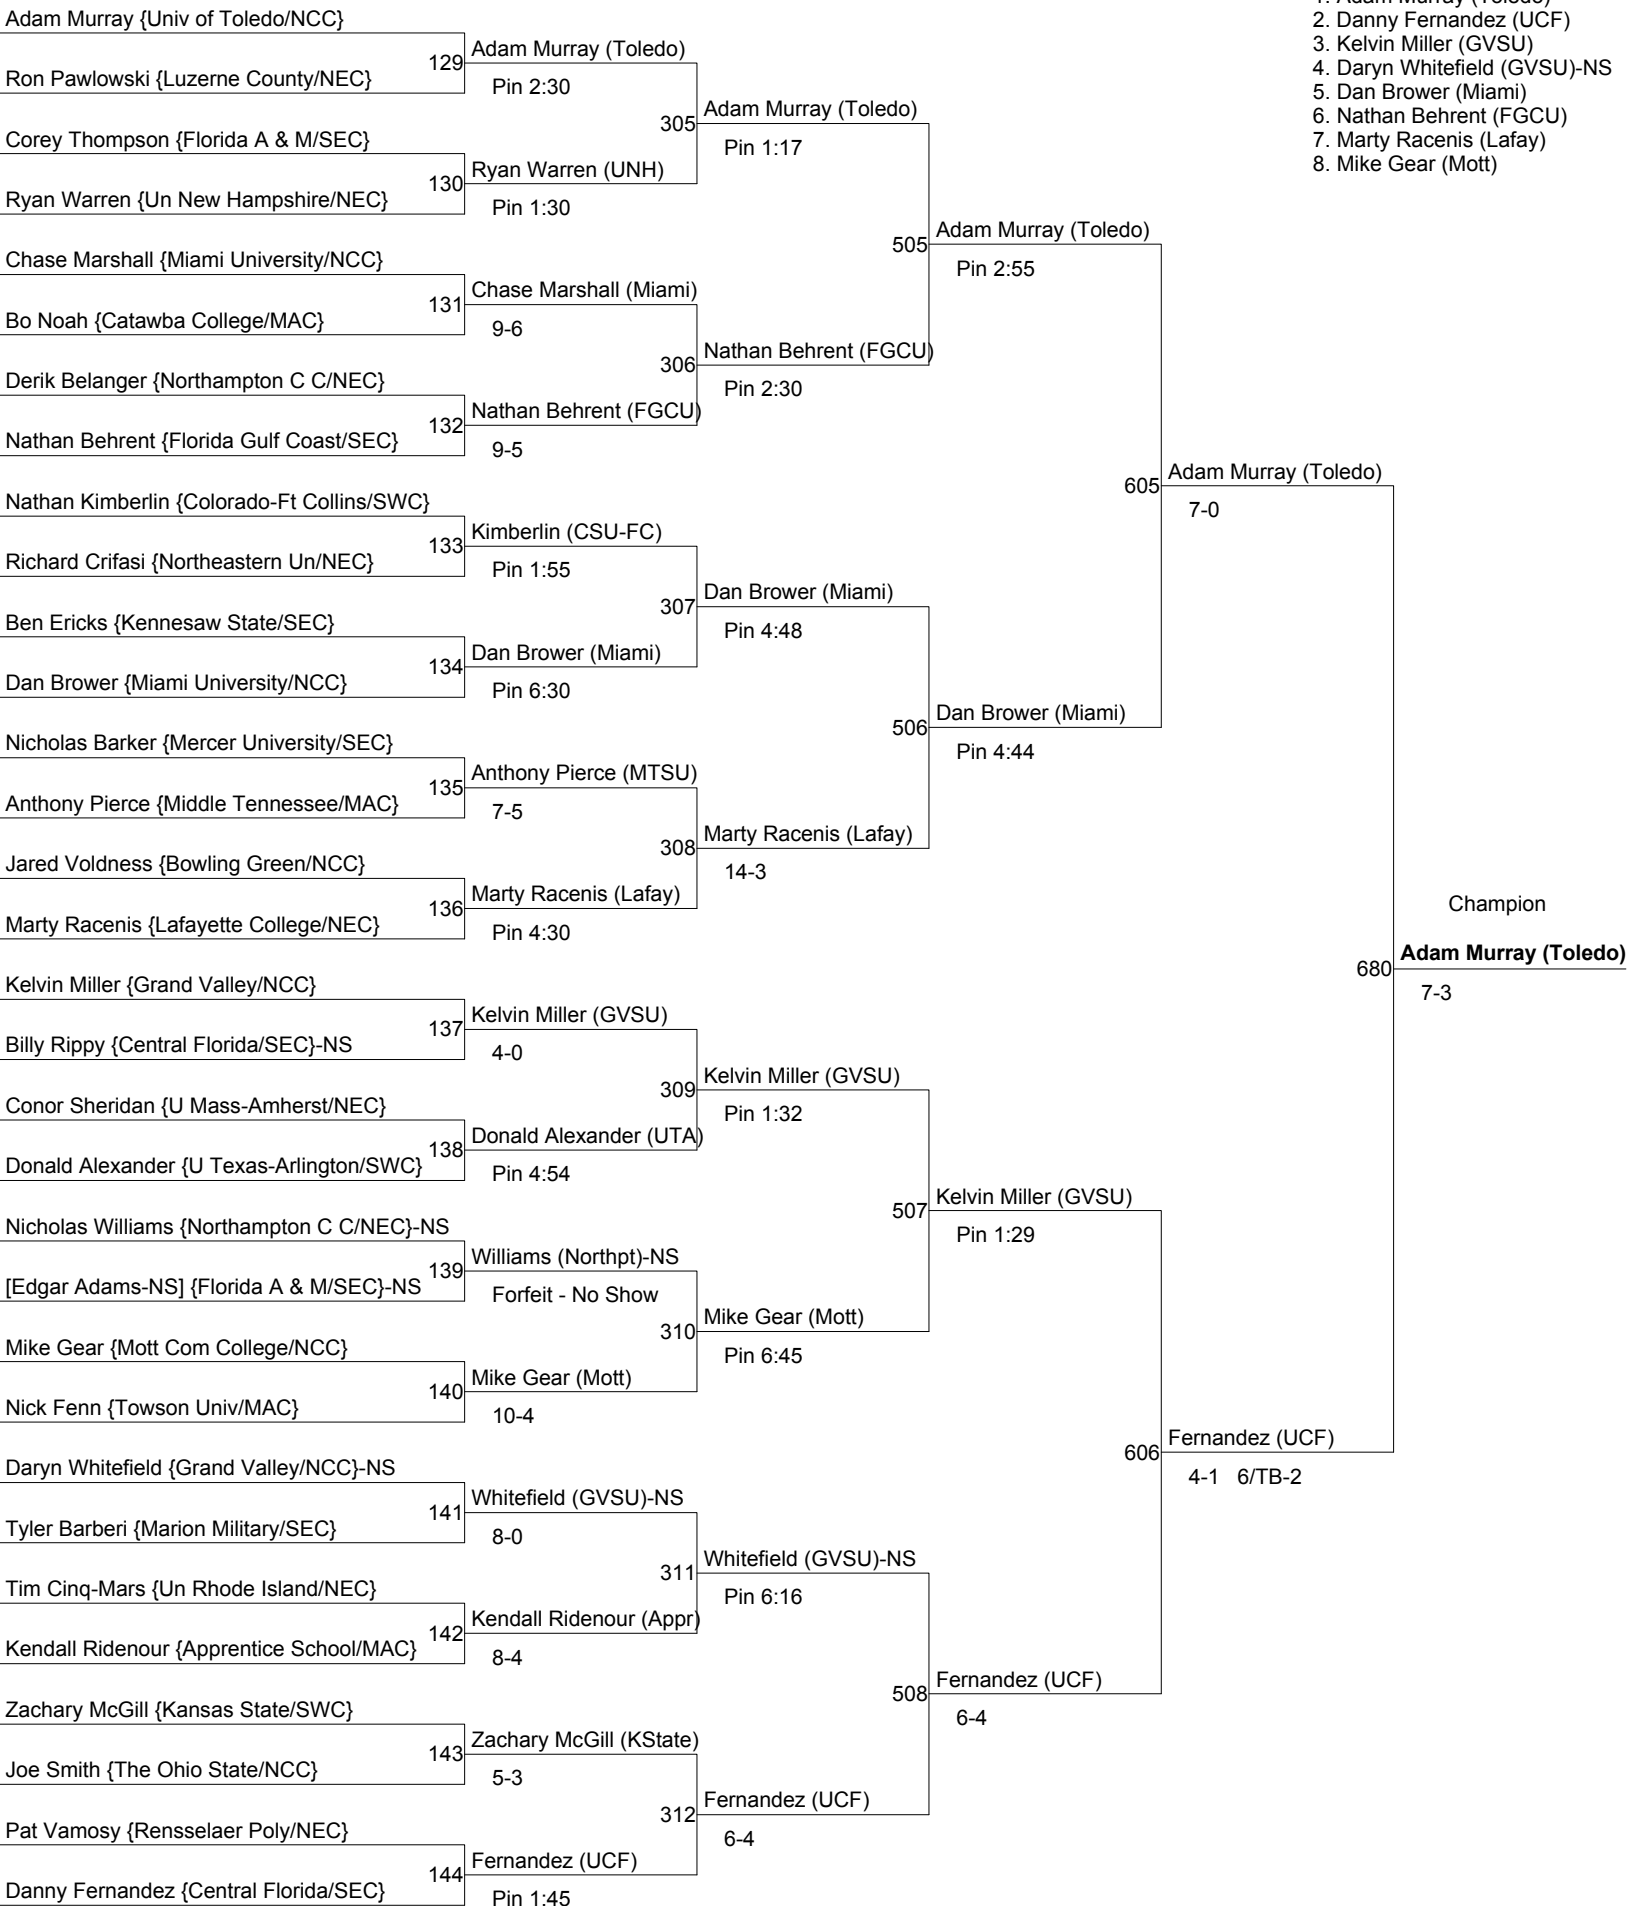 Adam Murray {Univ of Toledo/NCC}
129
Ron Pawlowski {Luzerne County/NEC}
Corey Thompson {Florida A & M/SEC}
130
Ryan Warren {Un New Hampshire/NEC}
Chase Marshall {Miami University/NCC}
131
Bo Noah {Catawba College/MAC}
Derik Belanger {Northampton C C/NEC}
132
Nathan Behrent {Florida Gulf Coast/SEC}
Nathan Kimberlin {Colorado-Ft Collins/SWC}
133
Richard Crifasi {Northeastern Un/NEC}
Ben Ericks {Kennesaw State/SEC}
134
Dan Brower {Miami University/NCC}
Nicholas Barker {Mercer University/SEC}
135
Anthony Pierce {Middle Tennessee/MAC}
Jared Voldness {Bowling Green/NCC}
136
Marty Racenis {Lafayette College/NEC}
Kelvin Miller {Grand Valley/NCC}
137
Billy Rippy {Central Florida/SEC}-NS
Conor Sheridan {U Mass-Amherst/NEC}
138
Donald Alexander {U Texas-Arlington/SWC}
Nicholas Williams {Northampton C C/NEC}-NS
139
[Edgar Adams-NS] {Florida A & M/SEC}-NS
Mike Gear {Mott Com College/NCC}
140
Nick Fenn {Towson Univ/MAC}
Daryn Whitefield {Grand Valley/NCC}-NS
141
Tyler Barberi {Marion Military/SEC}
Tim Cinq-Mars {Un Rhode Island/NEC}
142
Kendall Ridenour {Apprentice School/MAC}
Zachary McGill {Kansas State/SWC}
143
Joe Smith {The Ohio State/NCC}
Pat Vamosy {Rensselaer Poly/NEC}
144
Danny Fernandez {Central Florida/SEC}
Adam Murray (Toledo)
Pin 2:30
305
Ryan Warren (UNH)
Pin 1:30
Chase Marshall (Miami)
9-6
306
Nathan Behrent (FGCU)
9-5
Kimberlin (CSU-FC)
Pin 1:55
307
Dan Brower (Miami)
Pin 6:30
Anthony Pierce (MTSU)
7-5
308
Marty Racenis (Lafay)
Pin 4:30
Kelvin Miller (GVSU)
4-0
309
Donald Alexander (UTA)
Pin 4:54
Williams (Northpt)-NS
Forfeit - No Show
310
Mike Gear (Mott)
10-4
Whitefield (GVSU)-NS
8-0
311
Kendall Ridenour (Appr)
8-4
Zachary McGill (KState)
5-3
312
Fernandez (UCF)
Pin 1:45
Adam Murray (Toledo)
Pin 1:17
505
Nathan Behrent (FGCU)
Pin 2:30
Dan Brower (Miami)
Pin 4:48
506
Marty Racenis (Lafay)
14-3
Kelvin Miller (GVSU)
Pin 1:32
507
Mike Gear (Mott)
Pin 6:45
Whitefield (GVSU)-NS
Pin 6:16
508
Fernandez (UCF)
6-4
Adam Murray (Toledo)
Pin 2:55
605
Dan Brower (Miami)
Pin 4:44
Kelvin Miller (GVSU)
Pin 1:29
606
Fernandez (UCF)
6-4
Adam Murray (Toledo)
7-0
680
Fernandez (UCF)
4-1 6/TB-2
Champion
Adam Murray (Toledo)
7-3
1. Adam Murray (Toledo)
2. Danny Fernandez (UCF)
3. Kelvin Miller (GVSU)
4. Daryn Whitefield (GVSU)-NS
5. Dan Brower (Miami)
6. Nathan Behrent (FGCU)
7. Marty Racenis (Lafay)
8. Mike Gear (Mott)